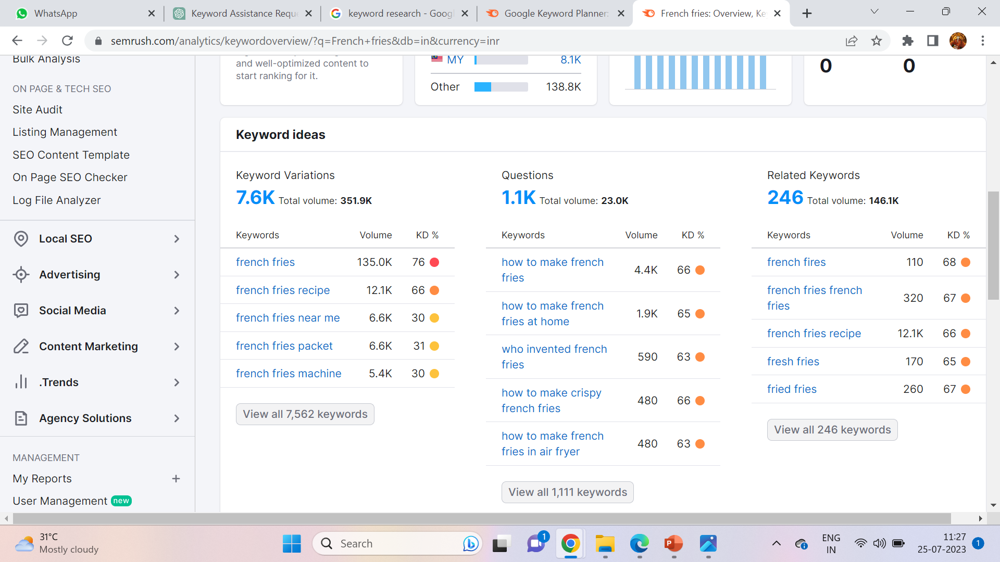 WhatsApp
Keyword Assistance Reque
keyword research - Googl
Google Keyword Planner:
French fries: Overview, Ke
semrush.com/analytics/keywordoverview/?q=French+fries&db=in&currency=inr
Bulk Analysis
ON PAGE & TECH SEO
Site Audit
Listing Management
SEO Content Template
On Page SEO Checker
Log File Analyzer
Local SEO
Advertising
Social Media
Content Marketing
.Trends
Agency Solutions
MANAGEMENT
My Reports
User Management new
and well-optimized content to
start ranking for it.
MY 8.1K
Other 138.8K
0 0
Keyword ideas
Keyword Variations
7.6K Total volume: 351.9K
Keywords Volume KD %
french fries 135.0K 76
french fries recipe 12.1K 66
french fries near me 6.6K 30
french fries packet 6.6K 31
french fries machine 5.4K 30
View all 7,562 keywords
Questions
1.1K Total volume: 23.0K
Keywords Volume KD %
how to make french
fries 4.4K 66
how to make french
fries at home 1.9K 65
who invented french
fries 590 63
how to make crispy
french fries 480 66
how to make french
fries in air fryer 480 63
View all 1,111 keywords
Related Keywords
246 Total volume: 146.1K
Keywords Volume KD %
french fires 110 68
french fries french
fries 320 67
french fries recipe 12.1K 66
fresh fries 170 65
fried fries 260 67
View all 246 keywords
31°C
Mostly cloudy
Search
1
P
ENG
IN
11:27
25-07-2023
1